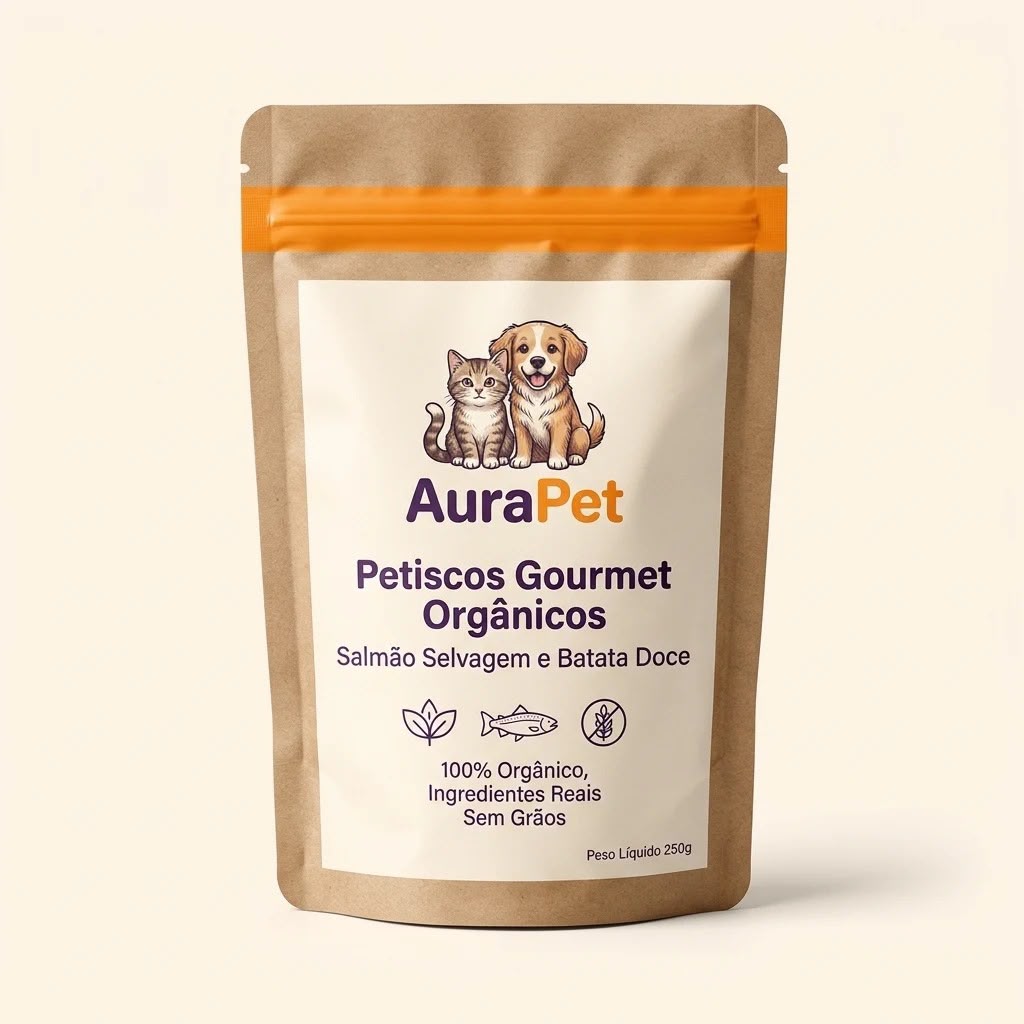 AuraPet
Petiscos Gourmet
Orgânicos
Salmão Selvagem e Batata Doce
100% Orgânico,
Ingredientes Reais
Sem Grãos
Peso Líquido 250g